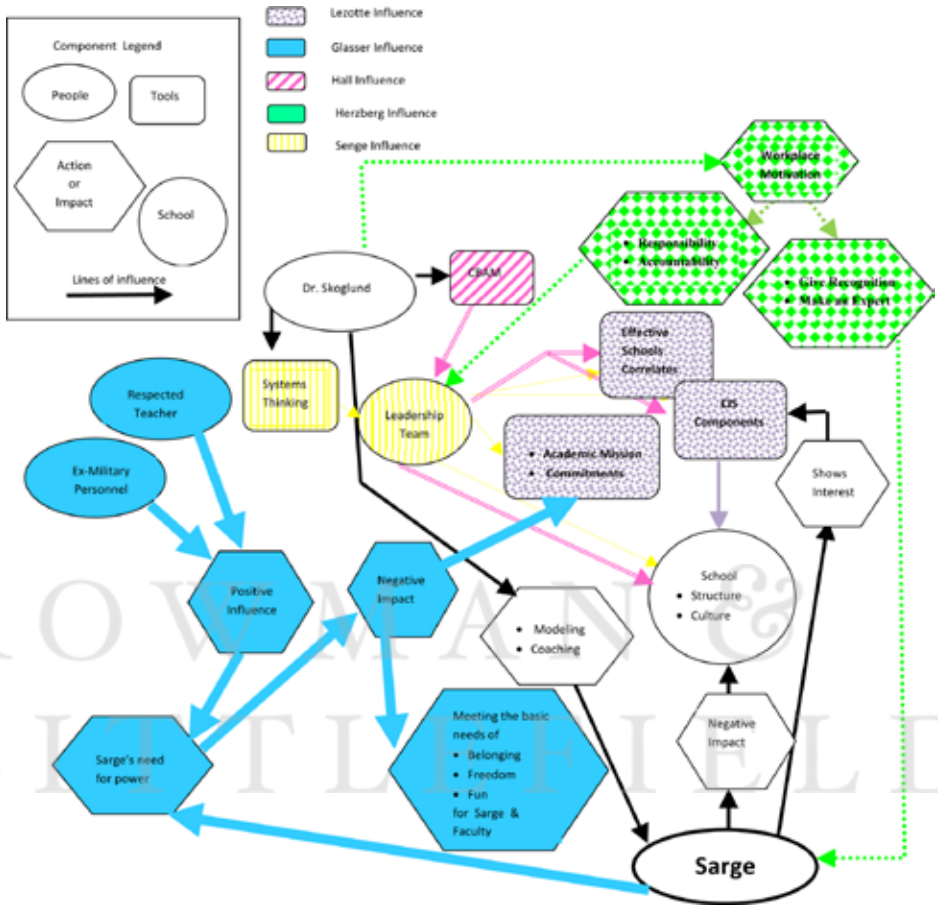 Component Legend
People
Tools
Action
or
Impact
School
Lines of influence
Lezotte Influence
Glasser Influence
Hall Influence
Herzberg Influence
Senge Influence
Workplace
Motivation
• Responsibility
• Accountability
• Give Recognition
• Make an Expert
Dr. Skoglund
CBAM
Effective
Schools
Correlates
Systems
Thinking
Leadership
Team
CIS
Components
Respected
Teacher
• Academic Mission
• Commitments
Ex-Military
Personnel
Shows
Interest
Positive
Influence
Negative
Impact
School
• Structure
• Culture
• Modeling
• Coaching
ROWMAN &
LITTLEFIELD
Sarge's need
for power
Meeting the basic
needs of
• Belonging
• Freedom
• Fun
for Sarge &
Faculty
Negative
Impact
Sarge